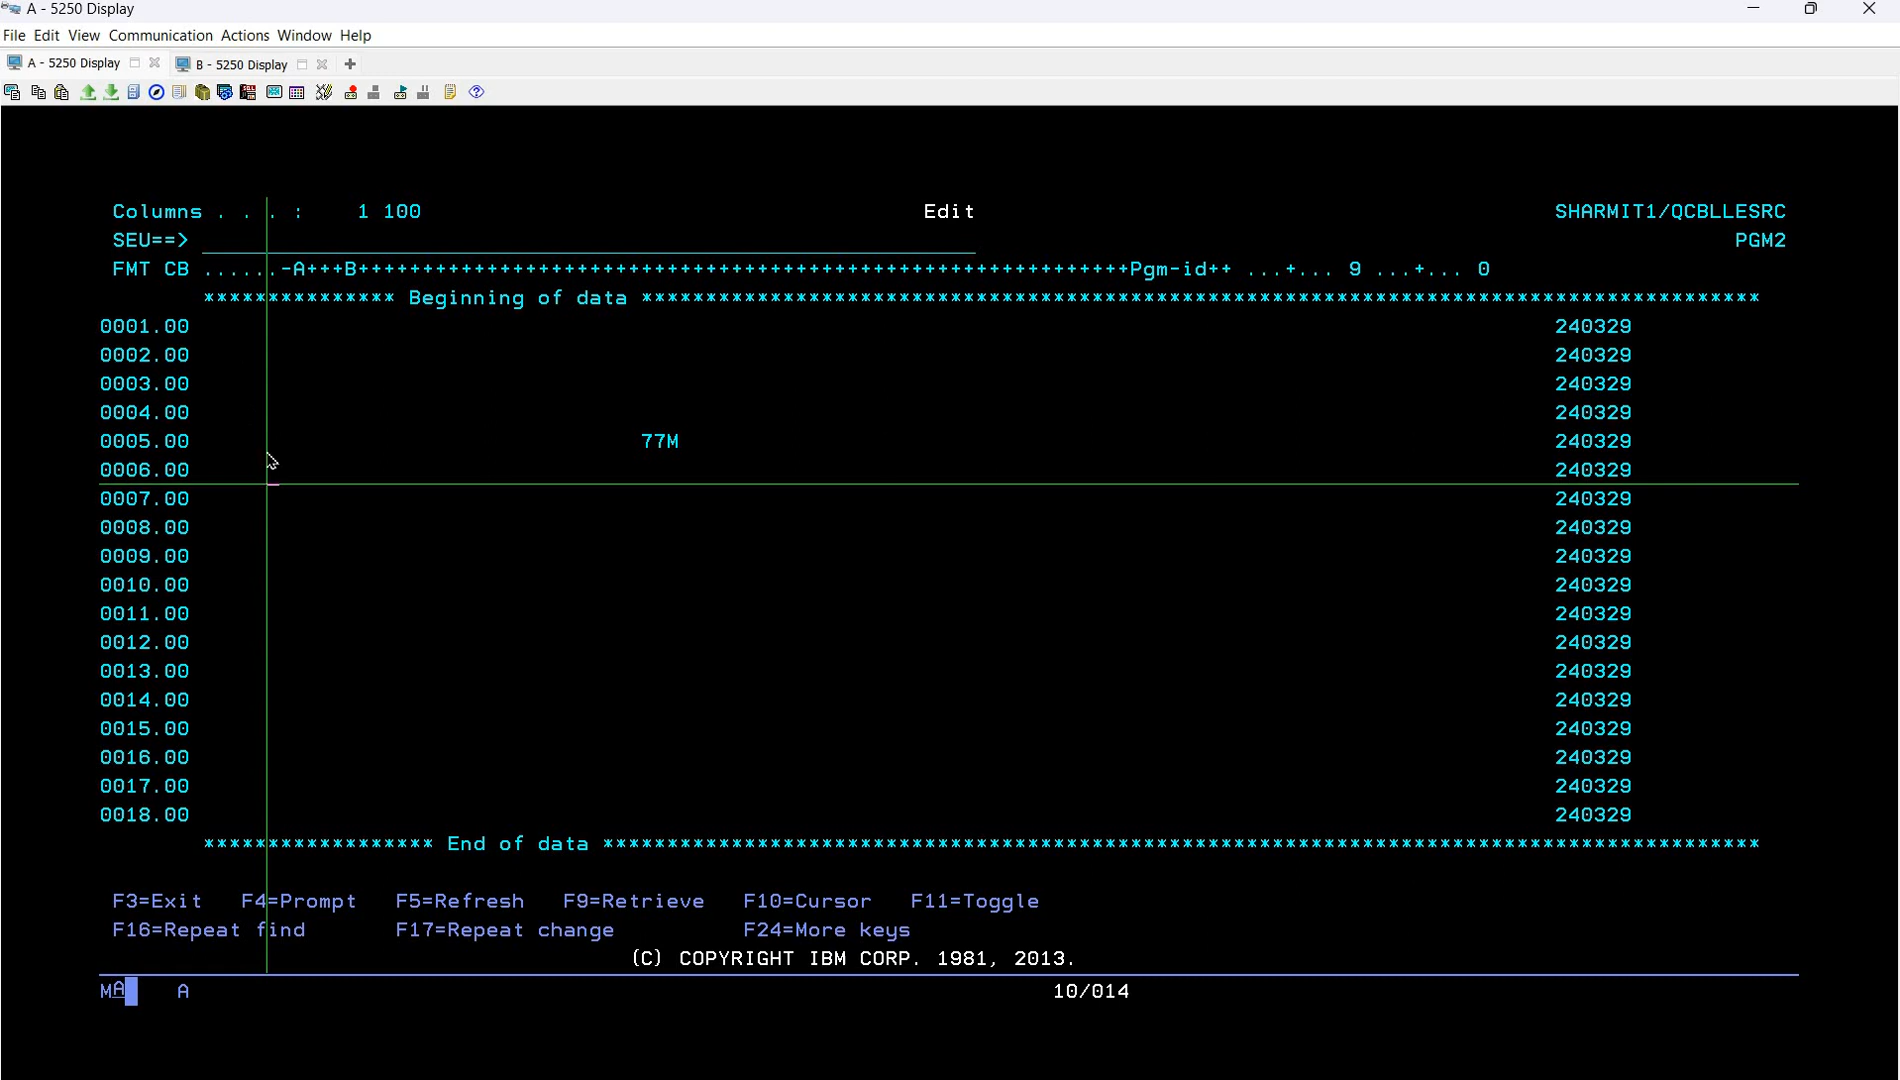 A - 5250 Display
File Edit View Communication Actions Window Help
A - 5250 Display B - 5250 Display
Columns . . . : 1 100 Edit SHARMIT1/QCBLLESRC
SEU==> PGM2
FMT CB ......-A+++B++++++++++++++++++++++++++++++++++++++++++++++++++++++++++++Pgm-id++ ...+... 9 ...+... 0
*************** Beginning of data ***************************************************************************************
0001.00 240329
0002.00 240329
0003.00 240329
0004.00 240329
0005.00 77M 240329
0006.00 240329
0007.00 240329
0008.00 240329
0009.00 240329
0010.00 240329
0011.00 240329
0012.00 240329
0013.00 240329
0014.00 240329
0015.00 240329
0016.00 240329
0017.00 240329
0018.00 240329
****************** End of data ******************************************************************************************
F3=Exit F4=Prompt F5=Refresh F9=Retrieve F10=Cursor F11=Toggle
F16=Repeat find F17=Repeat change F24=More keys
(C) COPYRIGHT IBM CORP. 1981, 2013.
MA A 10/014